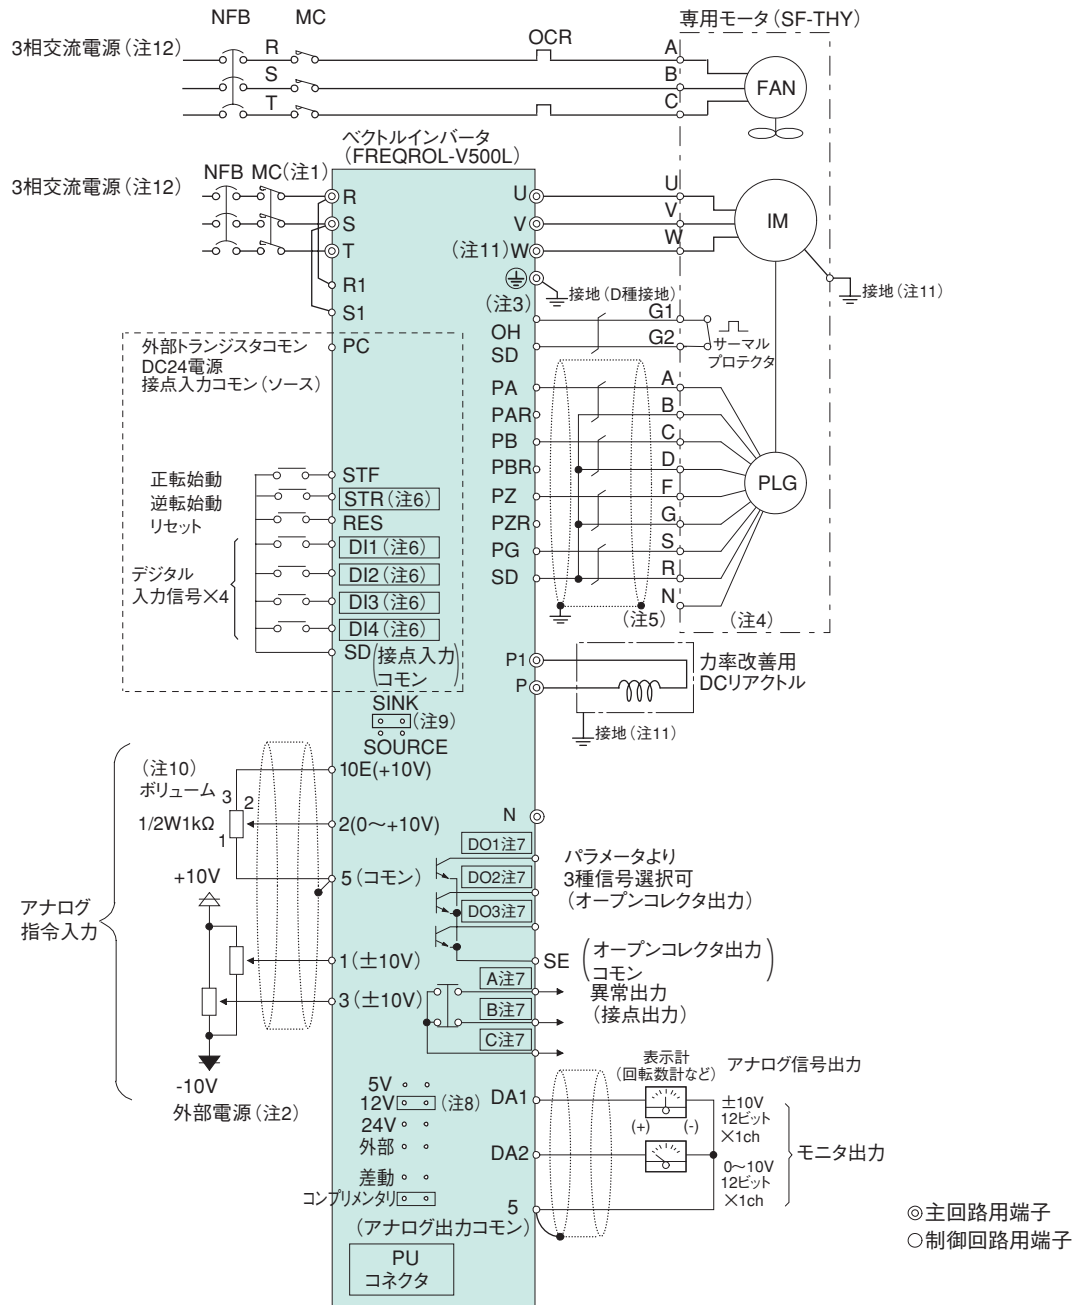 NFB
MC
専用モータ(SF-THY)
3相交流電源(注12)
R
S
T
OCR
A
B
C
FAN
ベクトルインバータ
(FREQROL-V500L)
3相交流電源(注12)
NFB
MC(注1)
R
S
T
R1
S1
U
V
(注11)W
(注3)
U
V
W
IM
接地(D種接地)
接地(注11)
OH
SD
G1
G2
サーマル
プロテクタ
外部トランジスタコモン
DC24電源
接点入力コモン(ソース)
PC
PA
PAR
PB
PBR
PZ
PZR
PG
SD
A
B
C
D
F
G
S
R
N
PLG
(注5)
(注4)
正転始動
逆転始動
リセット
デジタル
入力信号×4
STF
STR(注6)
RES
DI1(注6)
DI2(注6)
DI3(注6)
DI4(注6)
SD(接点入力
コモン)
P1
P
力率改善用
DCリアクトル
接地(注11)
SINK
(注9)
SOURCE
(注10)
ボリューム
3
2
1
1/2W1kΩ
10E(+10V)
2(0～+10V)
5(コモン)
N
DO1注7
DO2注7
DO3注7
パラメータより
3種信号選択可
(オープンコレクタ出力)
SE
(オープンコレクタ出力
コモン)
アナログ
指令入力
+10V
1(±10V)
3(±10V)
-10V
外部電源(注2)
A注7
B注7
C注7
異常出力
(接点出力)
5V
12V
(注8)
24V
外部
差動
コンプリメンタリ
DA1
DA2
5
(アナログ出力コモン)
表示計
(回転数計など)
アナログ信号出力
(+)
(-)
±10V
12ビット
×1ch
0～10V
12ビット
×1ch
モニタ出力
PU
コネクタ
◎主回路用端子
○制御回路用端子